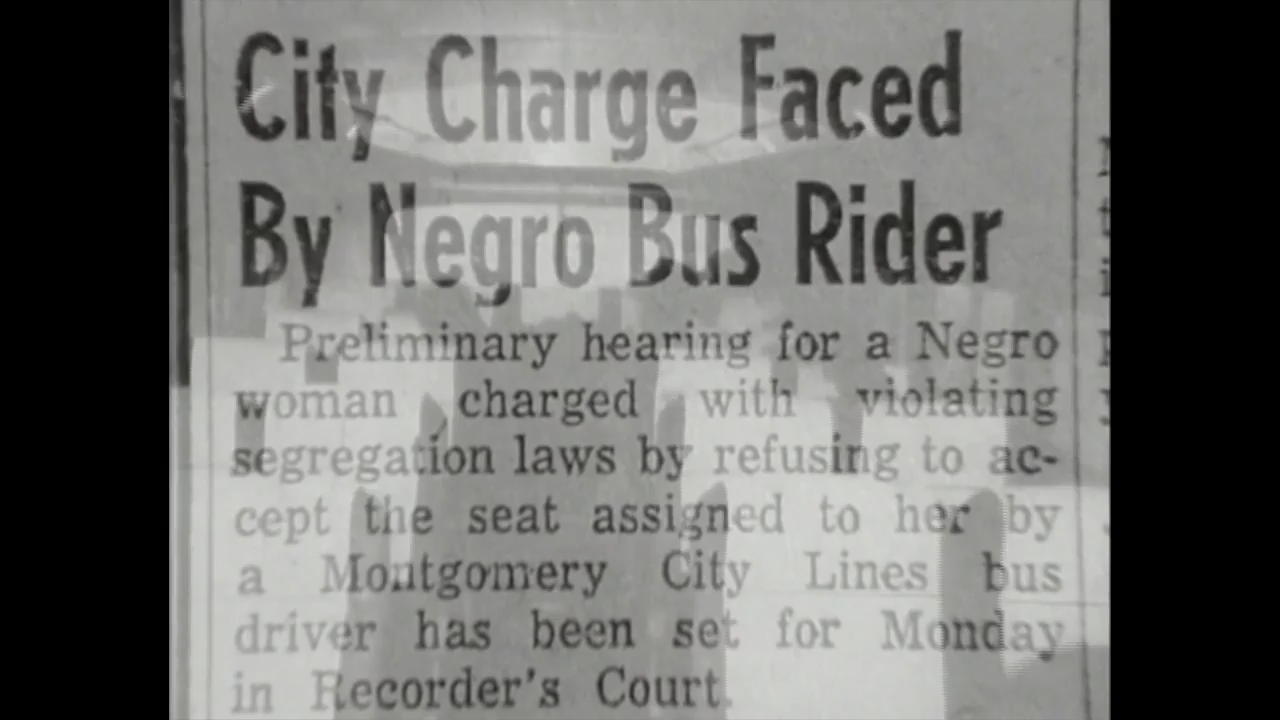 City Charge Faced
By Negro Bus Rider
Preliminary hearing for a Negro
woman charged with violating
segregation laws by refusing to ac-
cept the seat assigned to her by
a Montgomery City Lines bus
driver has been set for Monday
in Recorder's Court.